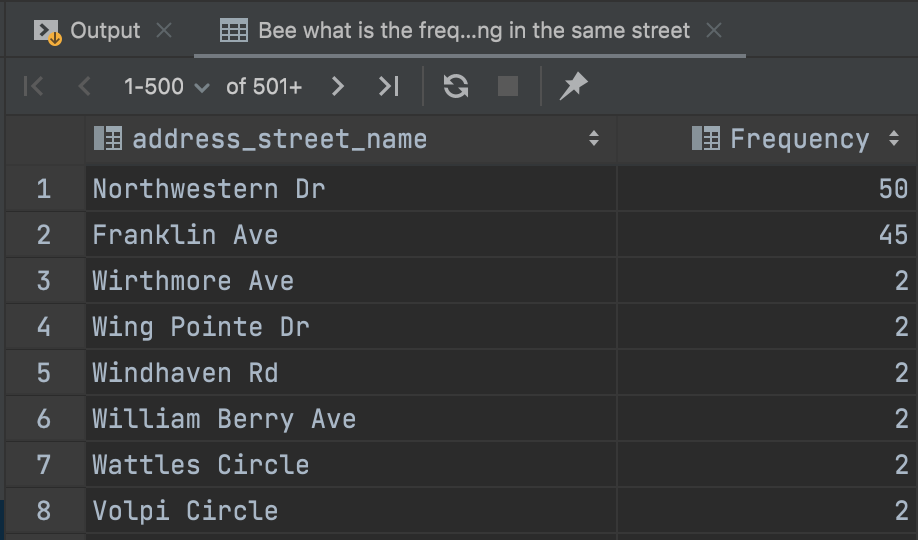 Output Bee what is the freq...ng in the same street
1-500 of 501+
address_street_name Frequency
1 Northwestern Dr 50
2 Franklin Ave 45
3 Wirthmore Ave 2
4 Wing Pointe Dr 2
5 Windhaven Rd 2
6 William Berry Ave 2
7 Wattles Circle 2
8 Volpi Circle 2